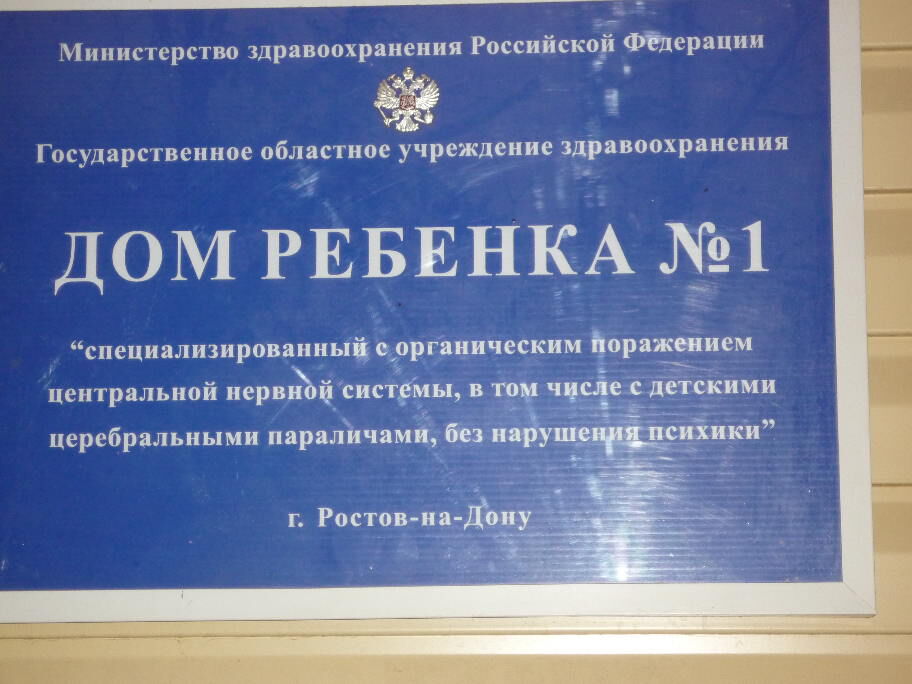 Министерство здравоохранения Российской Федерации
Государственное областное учреждение здравоохранения
ДОМ РЕБЕНКА №1
“специализированный с органическим поражением
центральной нервной системы, в том числе с детскими
церебральными параличами, без нарушения психики”
г. Ростов-на-Дону